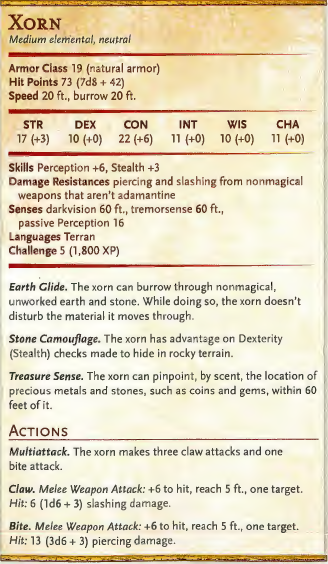 XORN
Medium elemental, neutral
Armor Class 19 (natural armor)
Hit Points 73 (7d8 + 42)
Speed 20 ft., burrow 20 ft.
STR DEX CON INT WIS CHA
17 (+3) 10 (+0) 22 (+6) 11 (+0) 10 (+0) 11 (+0)
Skills Perception +6, Stealth +3
Damage Resistances piercing and slashing from nonmagical
weapons that aren't adamantine
Senses darkvision 60 ft., tremorsense 60 ft.,
passive Perception 16
Languages Terran
Challenge 5 (1,800 XP)
Earth Glide. The xorn can burrow through nonmagical,
unworked earth and stone. While doing so, the xorn doesn't
disturb the material it moves through.
Stone Camouflage. The xorn has advantage on Dexterity
(Stealth) checks made to hide in rocky terrain.
Treasure Sense. The xorn can pinpoint, by scent, the location of
precious metals and stones, such as coins and gems, within 60
feet of it.
ACTIONS
Multiattack. The xorn makes three claw attacks and one
bite attack.
Claw. Melee Weapon Attack: +6 to hit, reach 5 ft., one target.
Hit: 6 (1d6 + 3) slashing damage.
Bite. Melee Weapon Attack: +6 to hit, reach 5 ft., one target.
Hit: 13 (3d6 + 3) piercing damage.